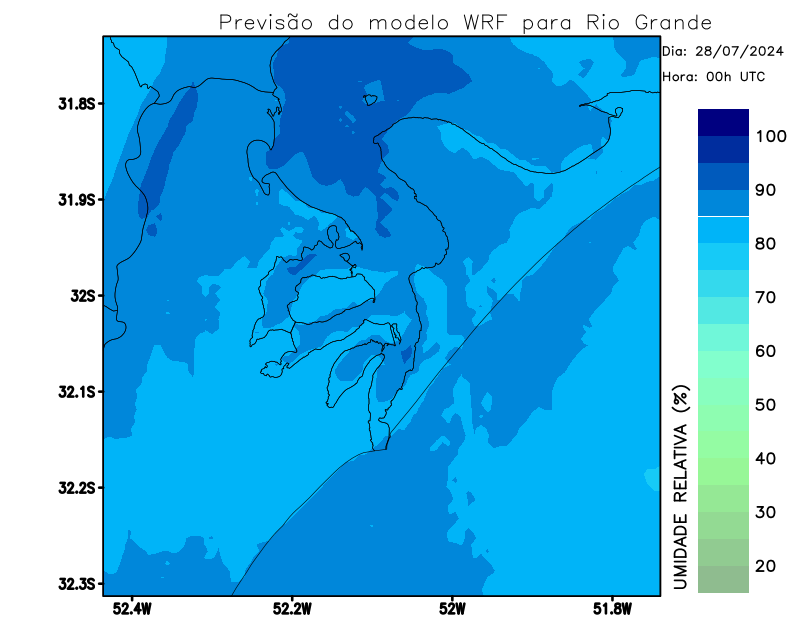 Previsão do modelo WRF para Rio Grande
Dia: 28/07/2024
Hora: 00h UTC
31.8S
31.9S
32S
32.1S
32.2S
32.3S
52.4W
52.2W
52W
51.8W
100
90
80
70
60
50
40
30
20
UMIDADE RELATIVA (%)